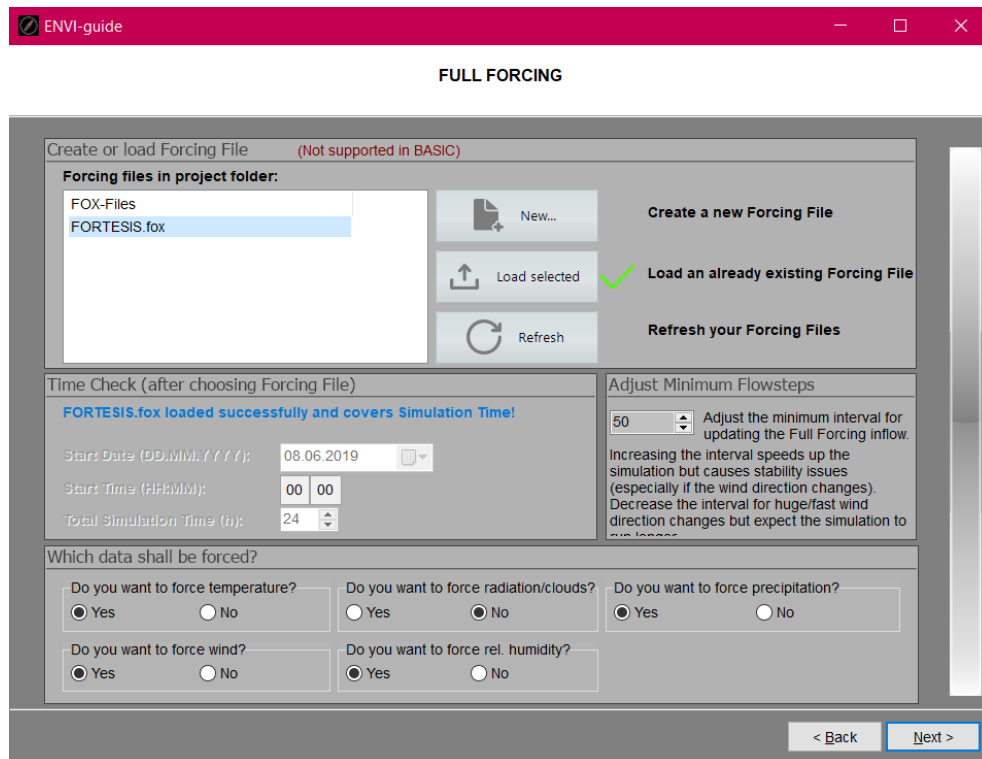 ENVI-guide
FULL FORCING
Create or load Forcing File (Not supported in BASIC)
Forcing files in project folder:
FOX-Files
FORTESIS.fox
New...
Create a new Forcing File
Load selected
Load an already existing Forcing File
Refresh
Refresh your Forcing Files
Time Check (after choosing Forcing File)
FORTESIS.fox loaded successfully and covers Simulation Time!
Start Date (DD.MM.YYYY): 08.06.2019
Start Time (HH:MM): 00 00
Total Simulation Time (h): 24
Adjust Minimum Flowsteps
50
Adjust the minimum interval for
updating the Full Forcing inflow.
Increasing the interval speeds up the
simulation but causes stability issues
(especially if the wind direction changes).
Decrease the interval for huge/fast wind
direction changes but expect the simulation to
run longer
Which data shall be forced?
Do you want to force temperature?
Yes No
Do you want to force radiation/clouds?
Yes No
Do you want to force precipitation?
Yes No
Do you want to force wind?
Yes No
Do you want to force rel. humidity?
Yes No
< Back Next >